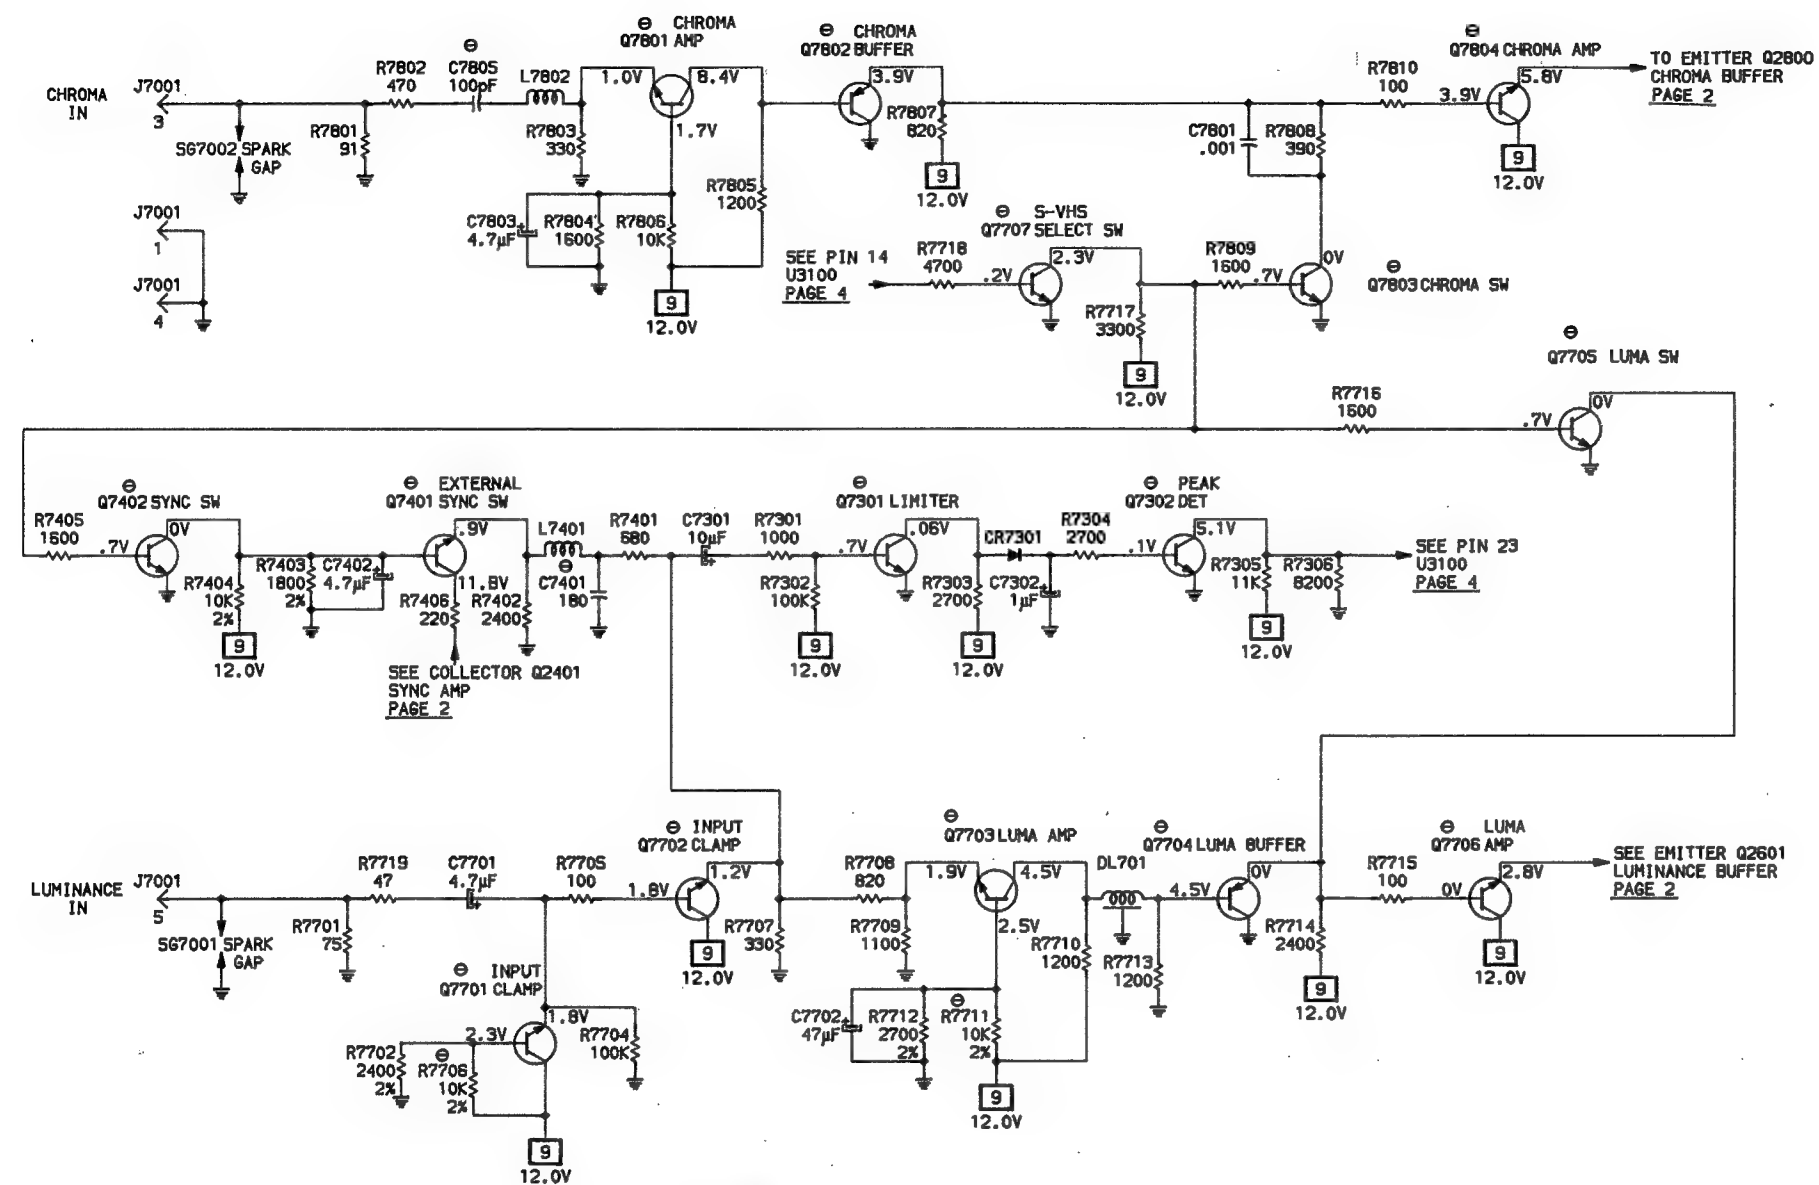 ⊖ CHROMA
Q7801 AMP
⊖ CHROMA
Q7802 BUFFER
⊖
Q7804 CHROMA AMP
TO EMITTER Q2800
CHROMA BUFFER
PAGE 2
CHROMA
IN
J7001
3
R7802
470
⊖
C7805
100pF
L7802
1.0V
8.4V
1.7V
3.9V
R7810
100
3.9V
5.8V
SG7002 SPARK
GAP
R7801
91
R7803
330
R7805
1200
R7807
820
9
12.0V
C7801
.001
R7808
390
9
12.0V
J7001
1
J7001
4
C7803
4.7µF
R7804
1600
R7806
10K
9
12.0V
SEE PIN 14
U3100
PAGE 4
R7718
4700
.2V
⊖ S-VHS
Q7707 SELECT SW
2.3V
R7717
3300
9
12.0V
R7809
1600
.7V
0V
⊖
Q7803 CHROMA SW
⊖
Q7705 LUMA SW
R7716
1600
.7V
0V
⊖
Q7402 SYNC SW
R7405
1600
.7V
0V
R7404
10K
2%
9
12.0V
R7403
1800
2%
C7402
4.7µF
⊖ EXTERNAL
Q7401 SYNC SW
.9V
11.8V
R7406
220
R7402
2400
SEE COLLECTOR Q2401
SYNC AMP
PAGE 2
L7401
⊖
C7401
180
R7401
680
C7301
10µF
R7301
1000
R7302
100K
9
12.0V
⊖
Q7301 LIMITER
.7V
.06V
R7303
2700
9
12.0V
CR7301
C7302
1µF
R7304
2700
.1V
⊖ PEAK
Q7302 DET
5.1V
R7305
11K
9
12.0V
R7306
8200
SEE PIN 23
U3100
PAGE 4
LUMINANCE
IN
J7001
5
SG7001 SPARK
GAP
R7701
75
R7719
47
C7701
4.7µF
R7705
100
⊖ INPUT
Q7702 CLAMP
1.8V
1.2V
9
12.0V
R7707
330
⊖ INPUT
Q7701 CLAMP
2.3V
1.8V
R7702
2400
2%
⊖
R7706
10K
2%
R7704
100K
9
12.0V
R7708
820
R7709
1100
⊖
Q7703 LUMA AMP
1.9V
4.5V
2.5V
C7702
47µF
R7712
2700
2%
⊖
R7711
10K
2%
9
12.0V
R7710
1200
DL701
R7713
1200
⊖
Q7704 LUMA BUFFER
4.5V
0V
R7714
2400
9
12.0V
R7715
100
⊖ LUMA
Q7706 AMP
0V
2.8V
9
12.0V
SEE EMITTER Q2601
LUMINANCE BUFFER
PAGE 2